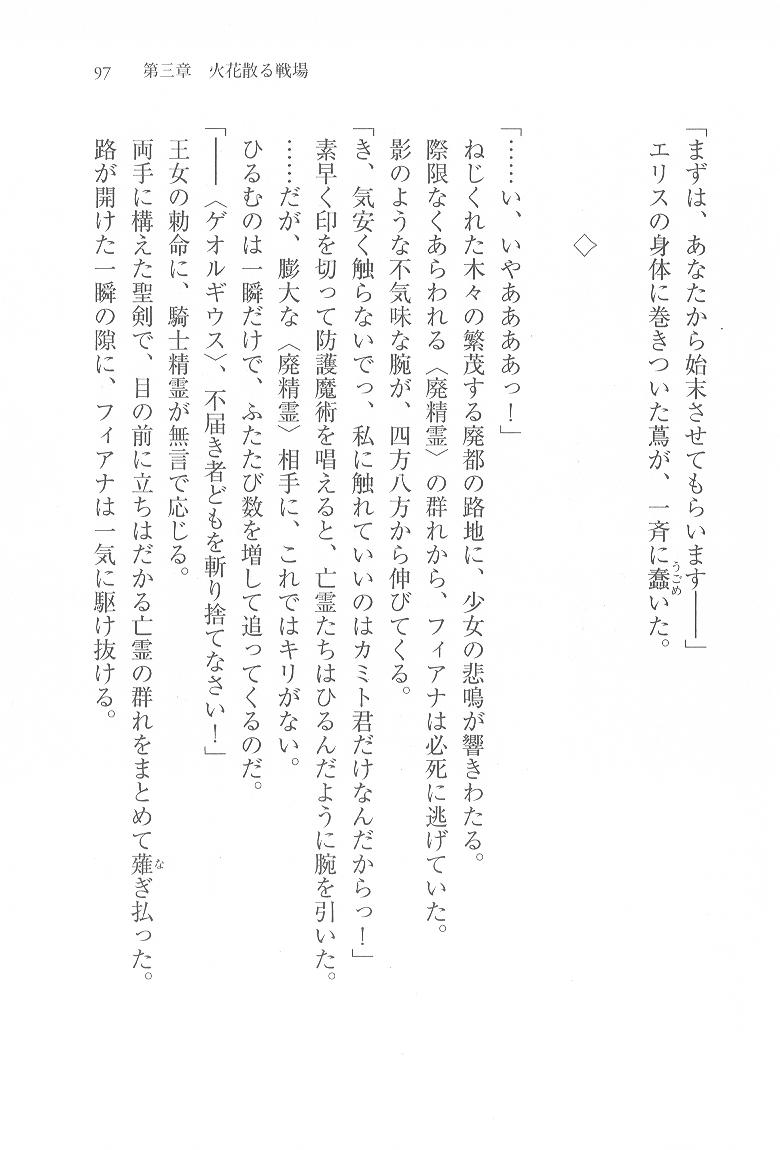 97　第三章　火花散る戦場
「まずは、あなたから始末させてもらいます――」
エリスの身体に巻きついた蔦が、一斉に蠢いた。
うごめ
◇
「……い、いやああああっ！」
ねじくれた木々の繁茂する廃都の路地に、少女の悲鳴が響きわたる。
際限なくあらわれる〈廃精霊〉の群れから、フィアナは必死に逃げていた。
影のような不気味な腕が、四方八方から伸びてくる。
「き、気安く触らないでっ、私に触れていいのはカミト君だけなんだからっ！」
素早く印を切って防護魔術を唱えると、亡霊たちはひるんだように腕を引いた。
……だが、膨大な〈廃精霊〉相手に、これではキリがない。
ひるむのは一瞬だけで、ふたたび数を増して追ってくるのだ。
「――〈ゲオルギウス〉、不届き者どもを斬り捨てなさい！」
王女の勅命に、騎士精霊が無言で応じる。
両手に構えた聖剣で、目の前に立ちはだかる亡霊の群れをまとめて薙ぎ払った。
な
路が開けた一瞬の隙に、フィアナは一気に駆け抜ける。